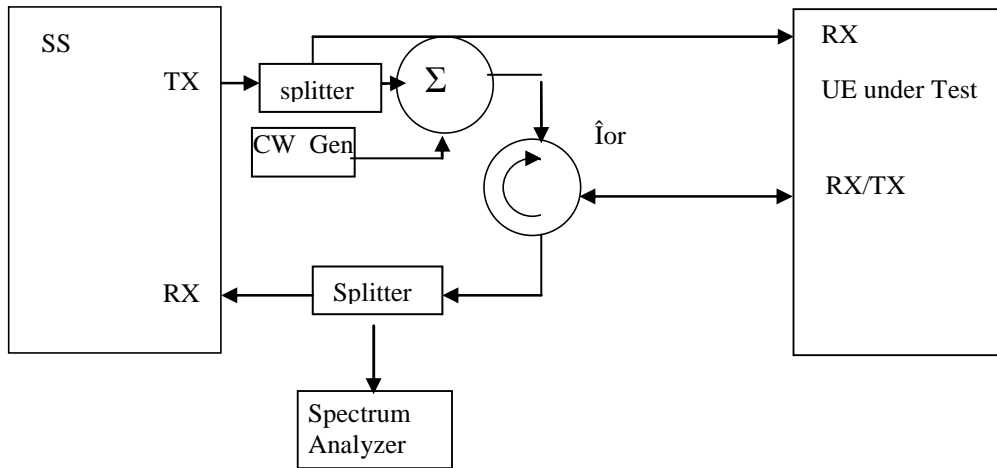 SS
TX
splitter
Σ
CW Gen
Îor
RX
UE under Test
RX/TX
RX
Splitter
Spectrum
Analyzer